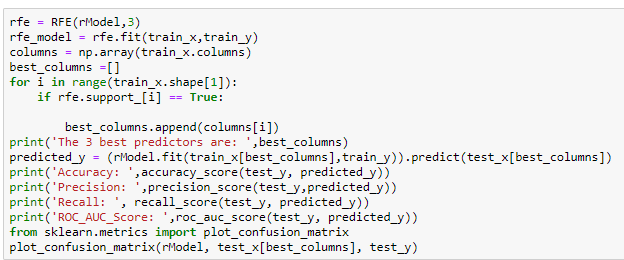 rfe = RFE(rModel,3)
rfe_model = rfe.fit(train_x,train_y)
columns = np.array(train_x.columns)
best_columns =[]
for i in range(train_x.shape[1]):
    if rfe.support_[i] == True:

        best_columns.append(columns[i])
print('The 3 best predictors are: ',best_columns)
predicted_y = (rModel.fit(train_x[best_columns],train_y)).predict(test_x[best_columns])
print('Accuracy: ',accuracy_score(test_y, predicted_y))
print('Precision: ',precision_score(test_y,predicted_y))
print('Recall: ', recall_score(test_y, predicted_y))
print('ROC_AUC_Score: ',roc_auc_score(test_y, predicted_y))
from sklearn.metrics import plot_confusion_matrix
plot_confusion_matrix(rModel, test_x[best_columns], test_y)